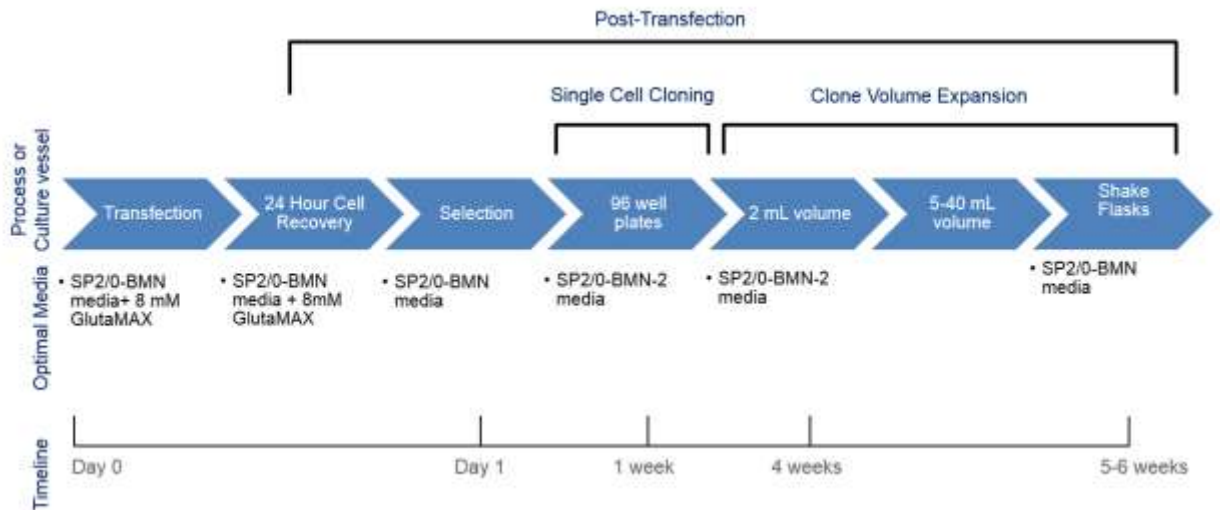 Post-Transfection
Single Cell Cloning
Clone Volume Expansion
Process or
Culture vessel
Transfection
24 Hour Cell
Recovery
Selection
96 well
plates
2 mL volume
5-40 mL
volume
Shake
Flasks
Optimal Media
• SP2/0-BMN
media+ 8 mM
GlutaMAX
• SP2/0-BMN
media + 8mM
GlutaMAX
• SP2/0-BMN
media
• SP2/0-BMN-2
media
• SP2/0-BMN-2
media
• SP2/0-BMN
media
Timeline
Day 0
Day 1
1 week
4 weeks
5-6 weeks